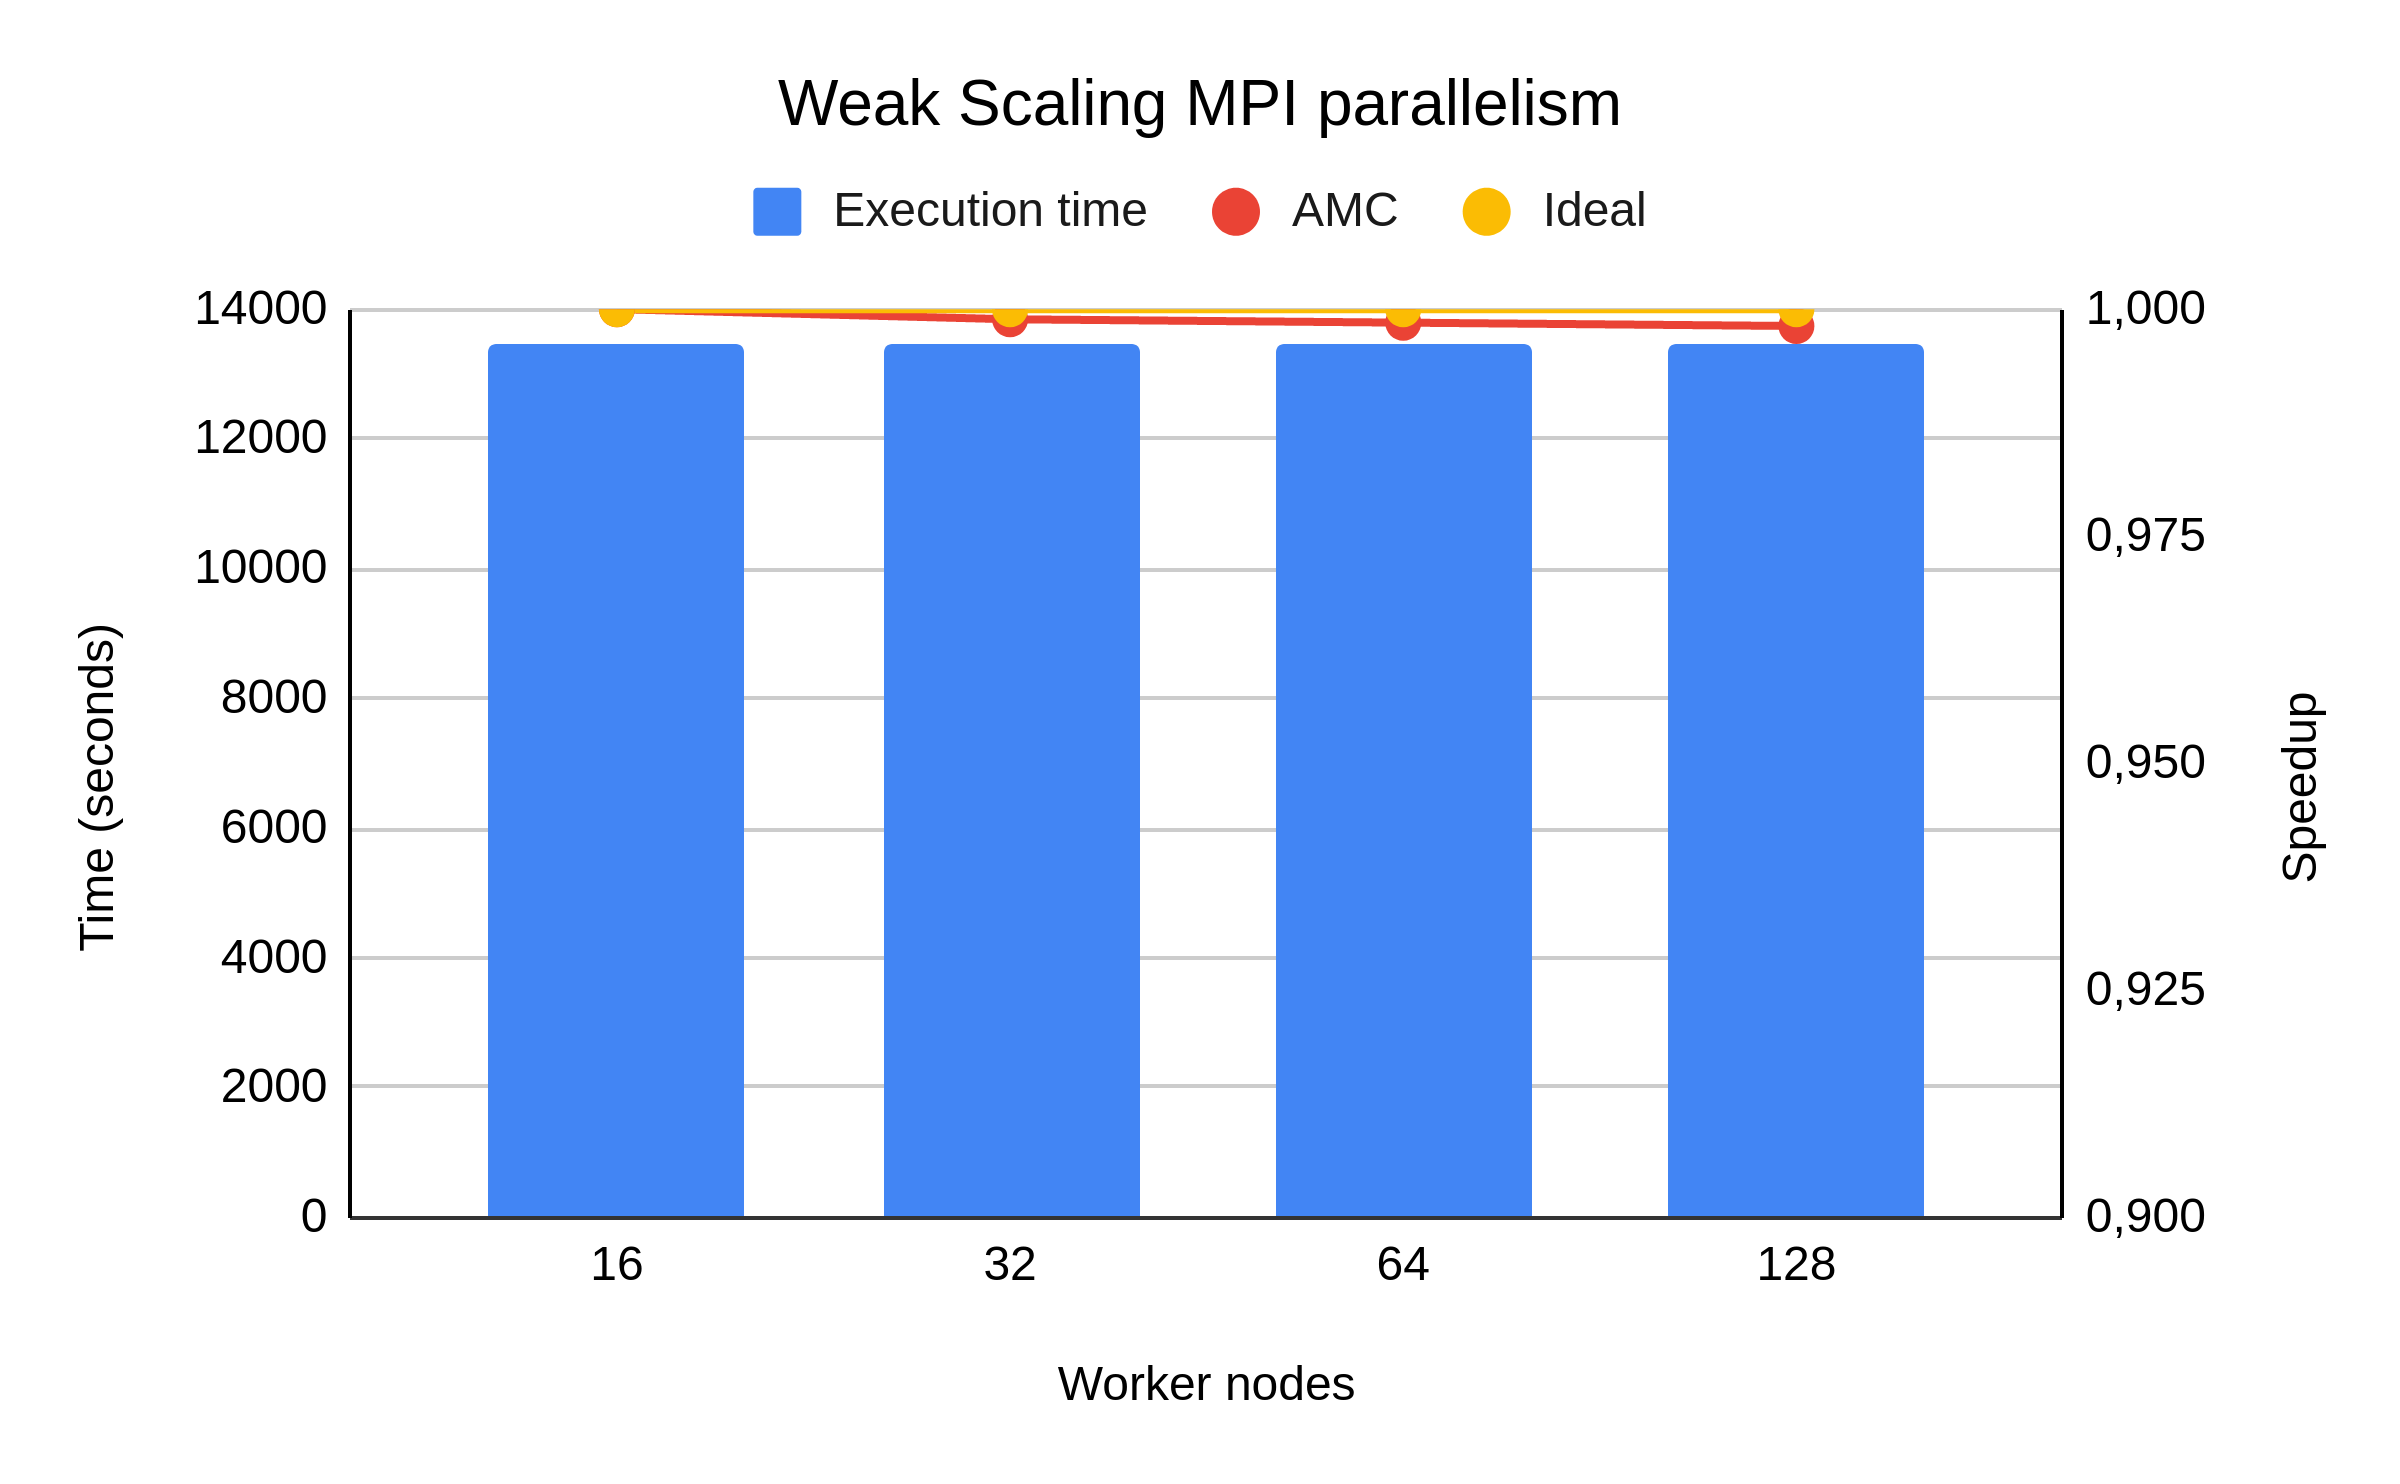 Weak Scaling MPI parallelism
Execution time AMC Ideal
14000
12000
10000
8000
6000
4000
2000
0
Time (seconds)
1,000
0,975
0,950
0,925
0,900
Speedup
16 32 64 128
Worker nodes